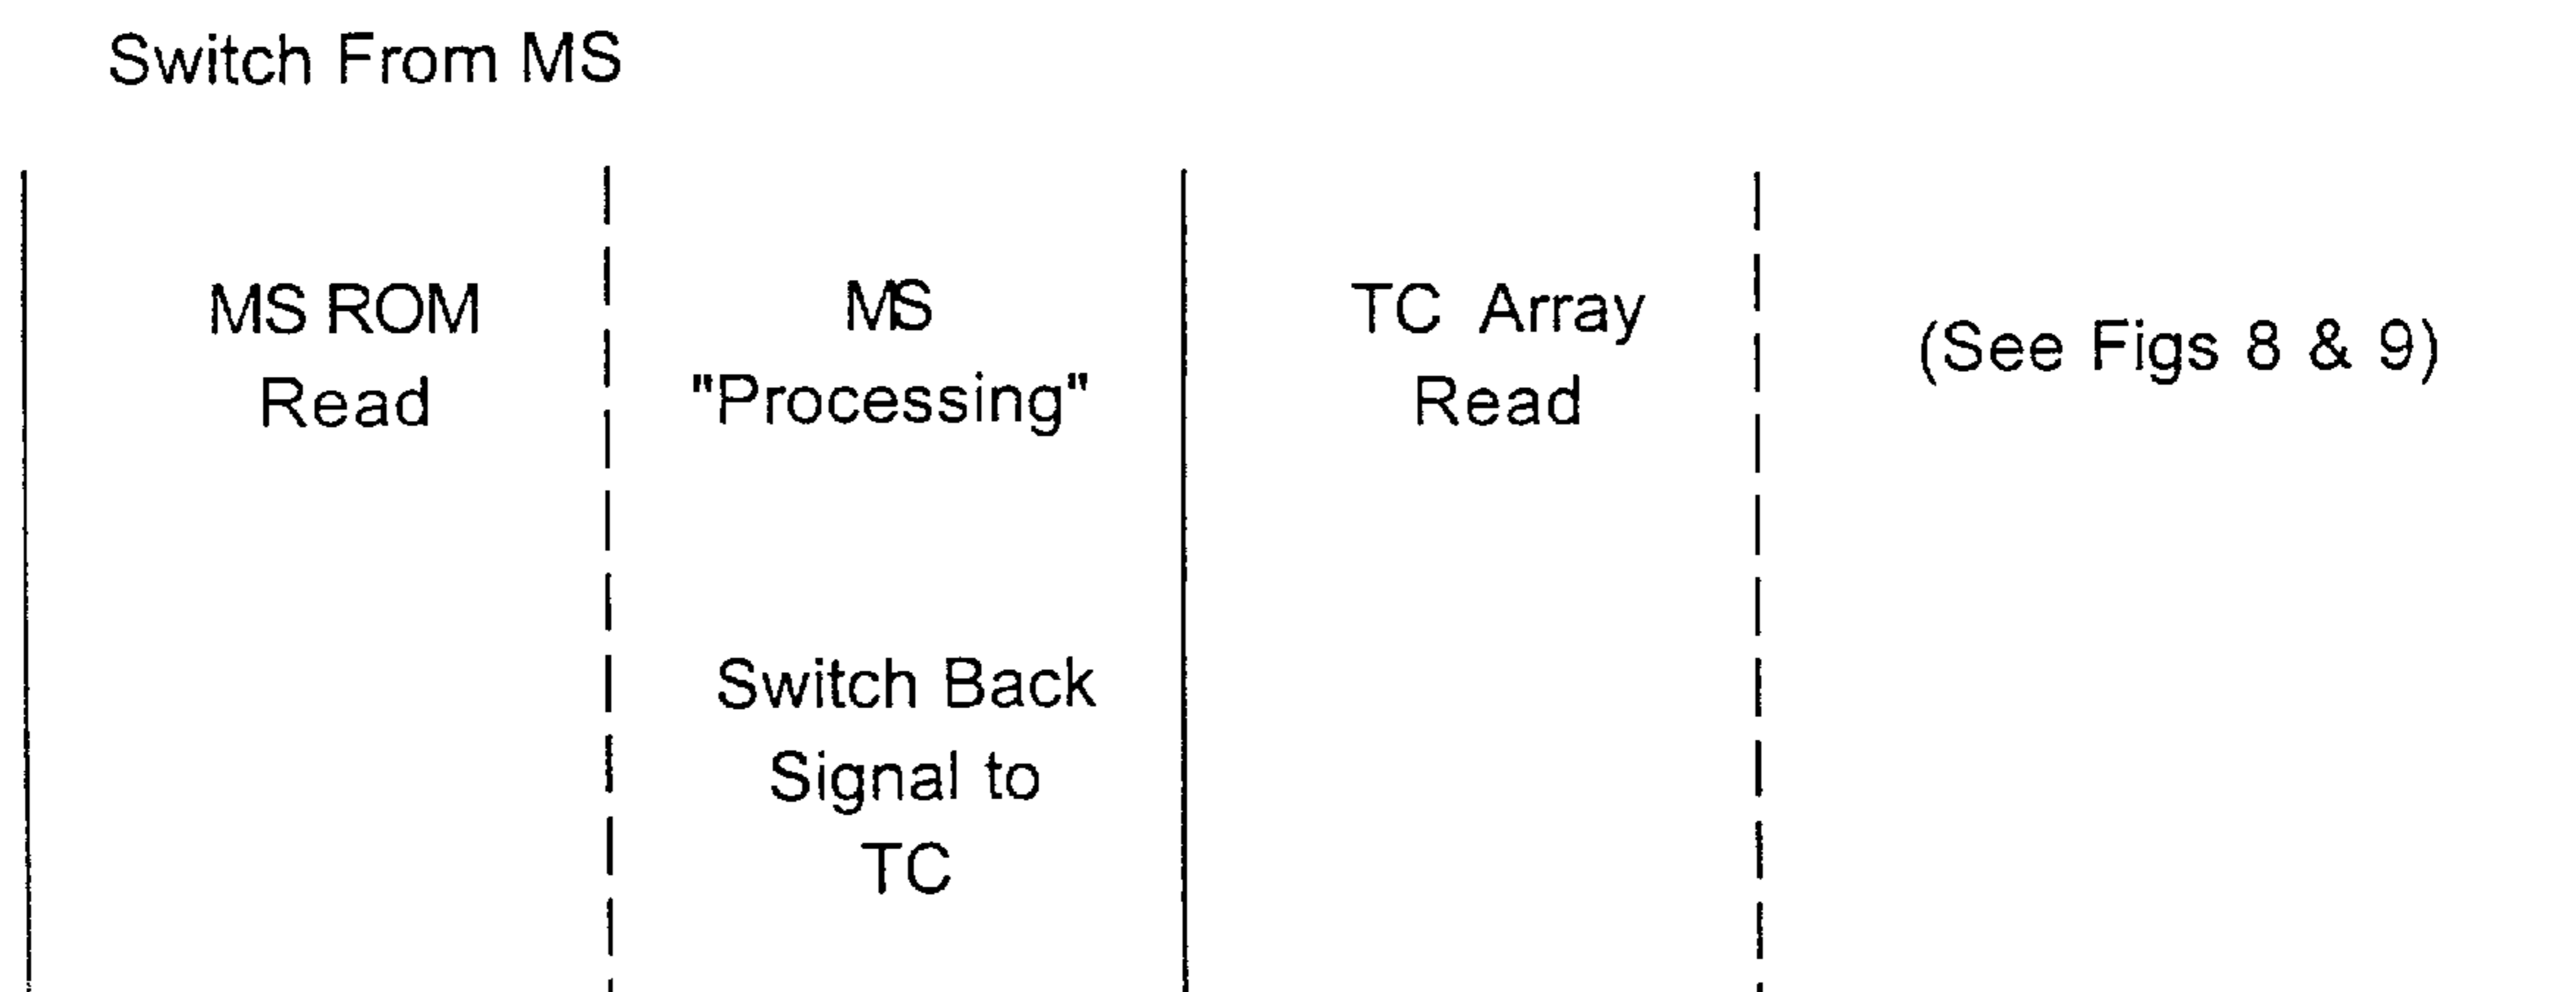 Switch From MS
MS ROM
Read
MS
"Processing"
Switch Back
Signal to
TC
TC Array
Read
(See Figs 8 & 9)